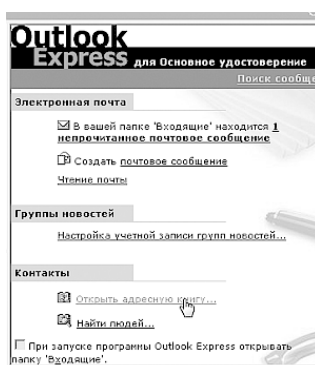 Outlook
Express для Основное удостоверение
Поиск сообще
Электронная почта
В вашей папке 'Входящие' находится 1
непрочитанное почтовое сообщение
Создать почтовое сообщение
Чтение почты
Группы новостей
Настройка учетной записи групп новостей...
Контакты
Открыть адресную книгу...
Найти людей...
При запуске программы Outlook Express открывать
папку 'Входящие'.